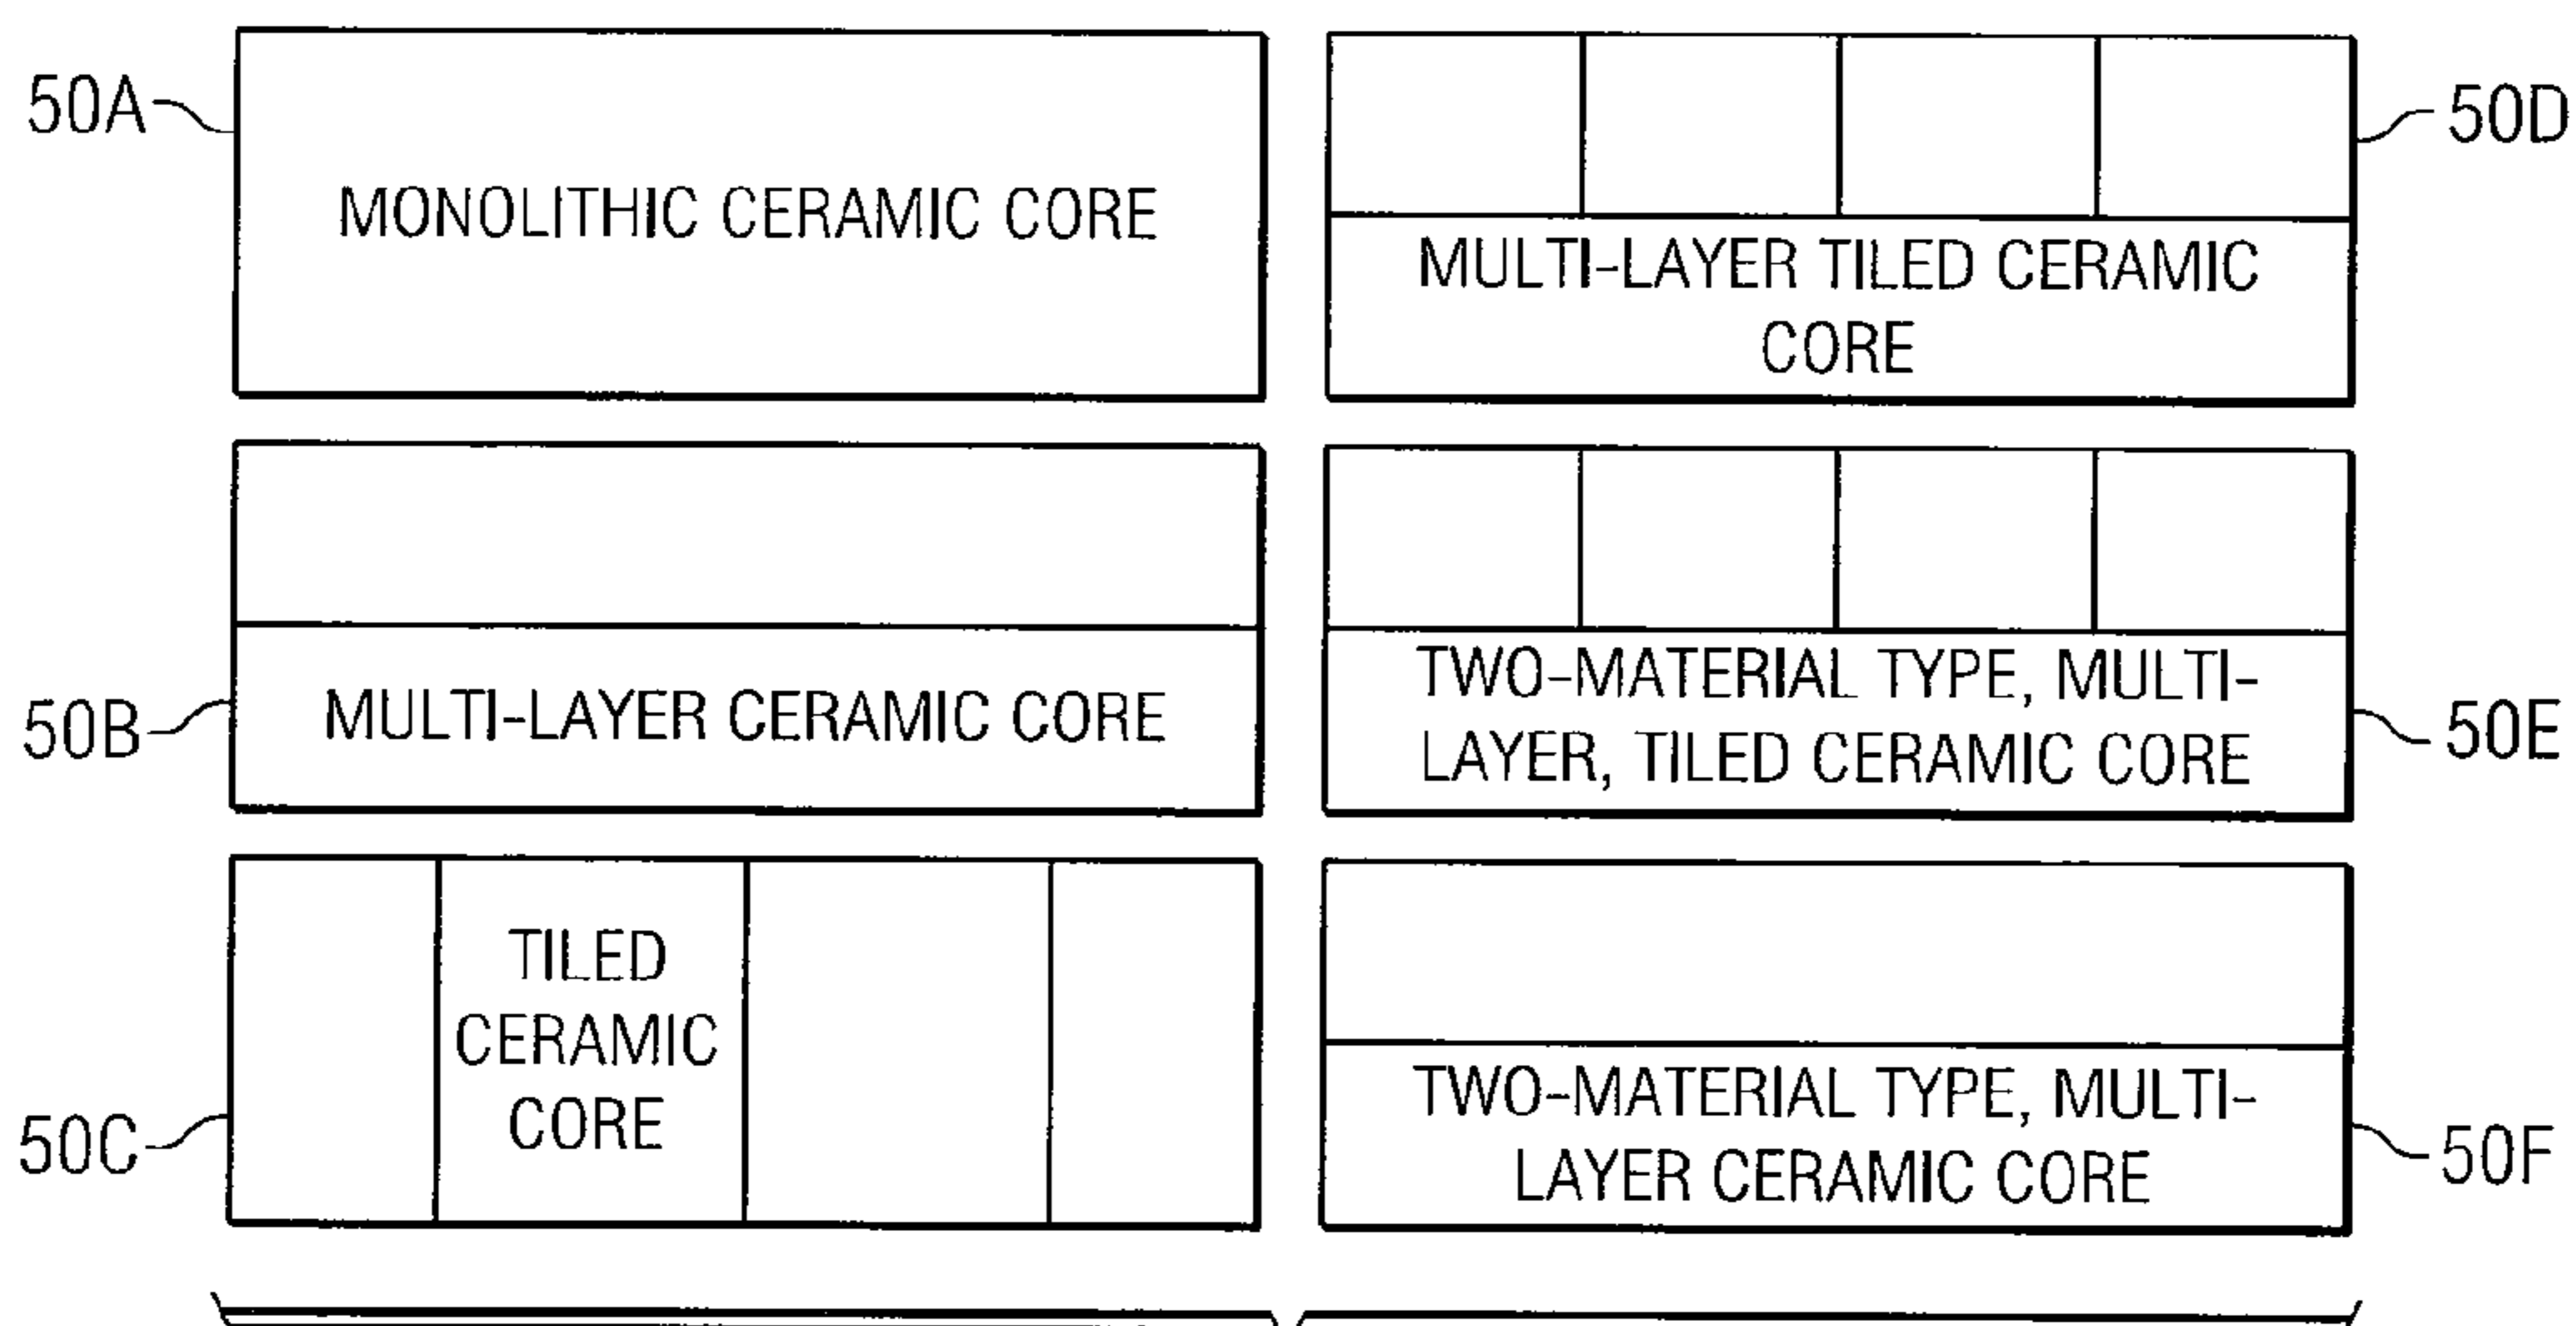 50A
MONOLITHIC CERAMIC CORE
50D
MULTI-LAYER TILED CERAMIC
CORE
50B
MULTI-LAYER CERAMIC CORE
TWO-MATERIAL TYPE, MULTI-
LAYER, TILED CERAMIC CORE
50E
50C
TILED
CERAMIC
CORE
TWO-MATERIAL TYPE, MULTI-
LAYER CERAMIC CORE
50F